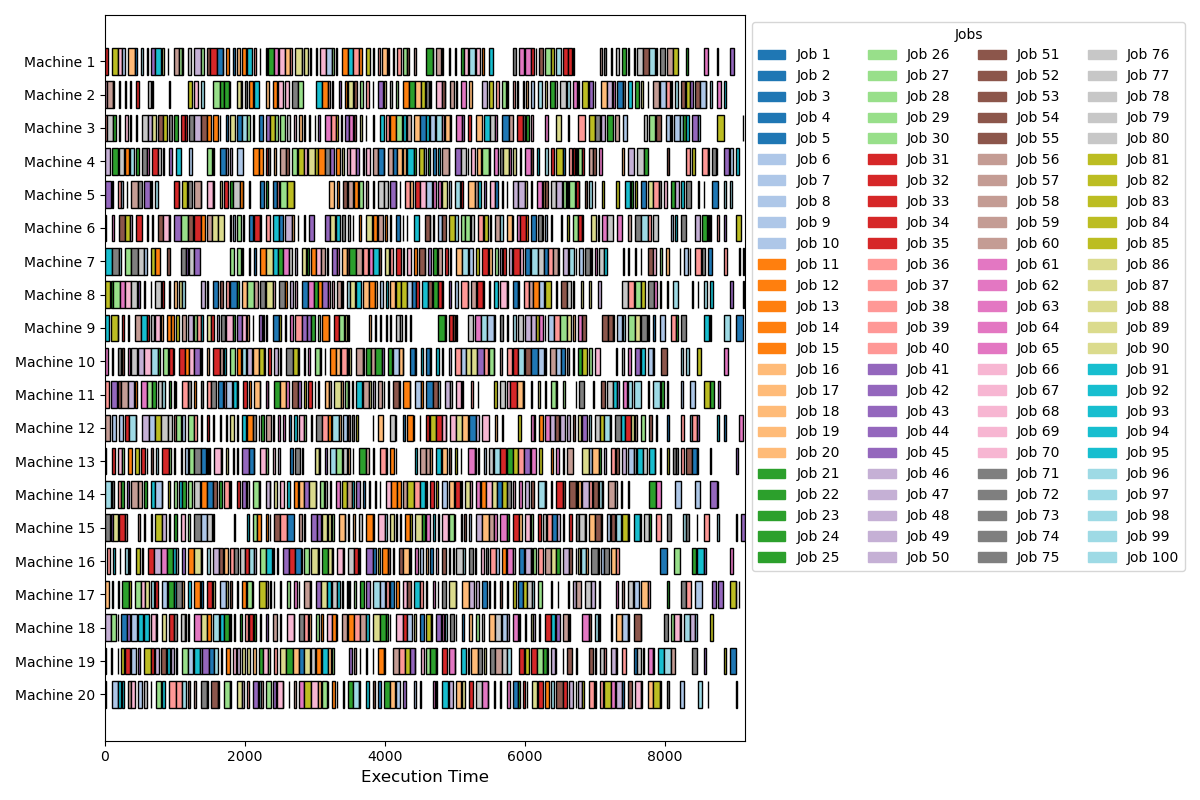 Machine 1
Machine 2
Machine 3
Machine 4
Machine 5
Machine 6
Machine 7
Machine 8
Machine 9
Machine 10
Machine 11
Machine 12
Machine 13
Machine 14
Machine 15
Machine 16
Machine 17
Machine 18
Machine 19
Machine 20
0 2000 4000 6000 8000
Execution Time
Jobs
Job 1 Job 26 Job 51 Job 76
Job 2 Job 27 Job 52 Job 77
Job 3 Job 28 Job 53 Job 78
Job 4 Job 29 Job 54 Job 79
Job 5 Job 30 Job 55 Job 80
Job 6 Job 31 Job 56 Job 81
Job 7 Job 32 Job 57 Job 82
Job 8 Job 33 Job 58 Job 83
Job 9 Job 34 Job 59 Job 84
Job 10 Job 35 Job 60 Job 85
Job 11 Job 36 Job 61 Job 86
Job 12 Job 37 Job 62 Job 87
Job 13 Job 38 Job 63 Job 88
Job 14 Job 39 Job 64 Job 89
Job 15 Job 40 Job 65 Job 90
Job 16 Job 41 Job 66 Job 91
Job 17 Job 42 Job 67 Job 92
Job 18 Job 43 Job 68 Job 93
Job 19 Job 44 Job 69 Job 94
Job 20 Job 45 Job 70 Job 95
Job 21 Job 46 Job 71 Job 96
Job 22 Job 47 Job 72 Job 97
Job 23 Job 48 Job 73 Job 98
Job 24 Job 49 Job 74 Job 99
Job 25 Job 50 Job 75 Job 100